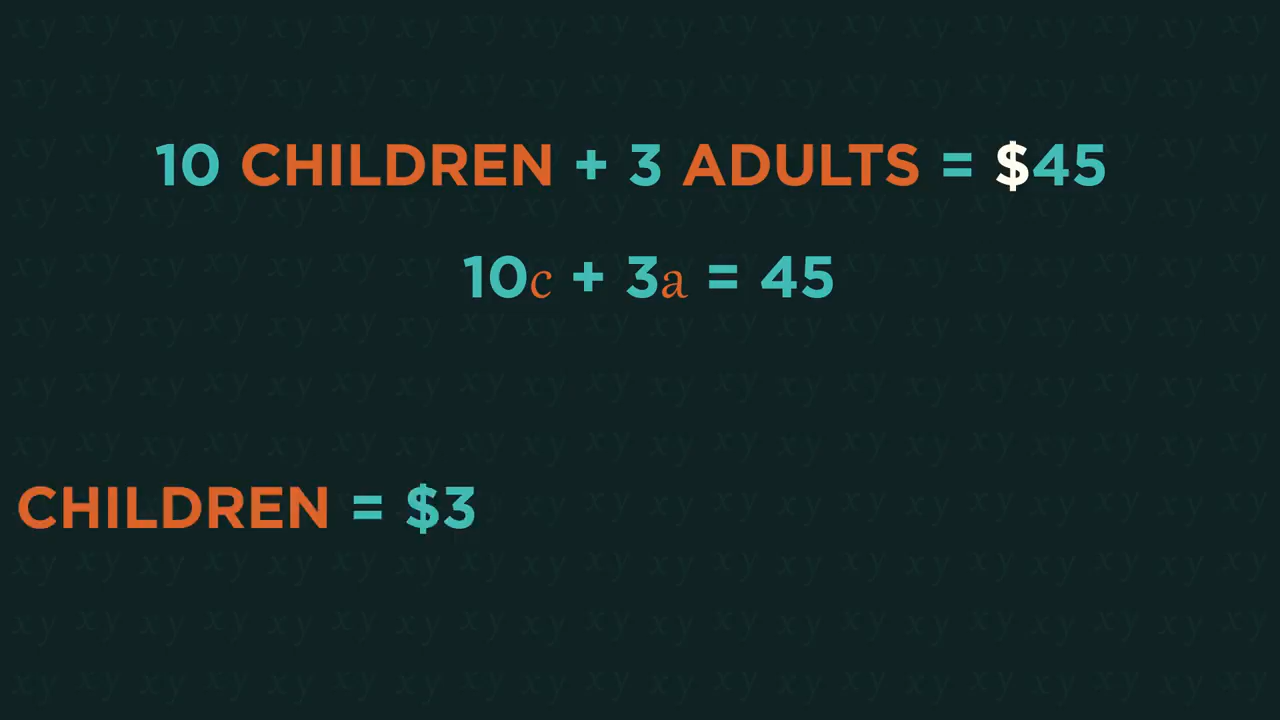 10 CHILDREN + 3 ADULTS = $45
10c + 3a = 45
CHILDREN = $3